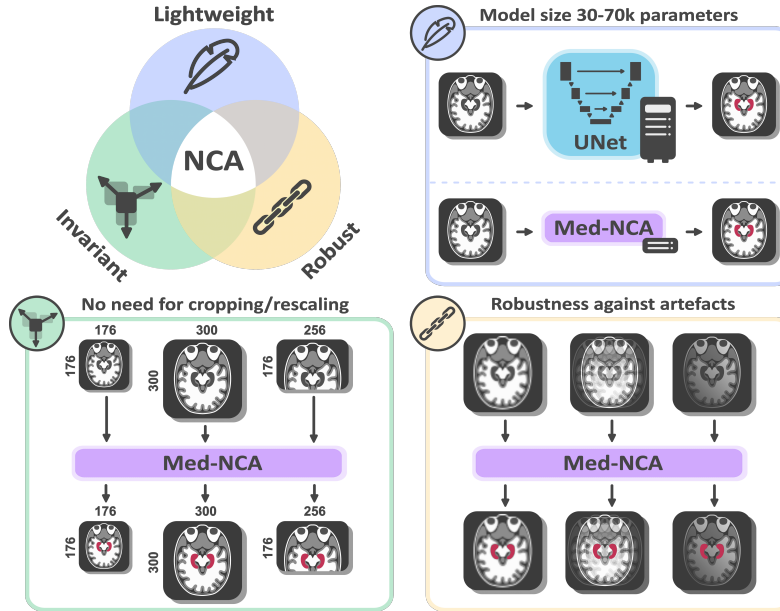 Lightweight
NCA
Invariant
Robust
Model size 30-70k parameters
UNet
Med-NCA
No need for cropping/rescaling
176
300
256
176
300
176
Med-NCA
176
300
256
176
300
176
Robustness against artefacts
Med-NCA